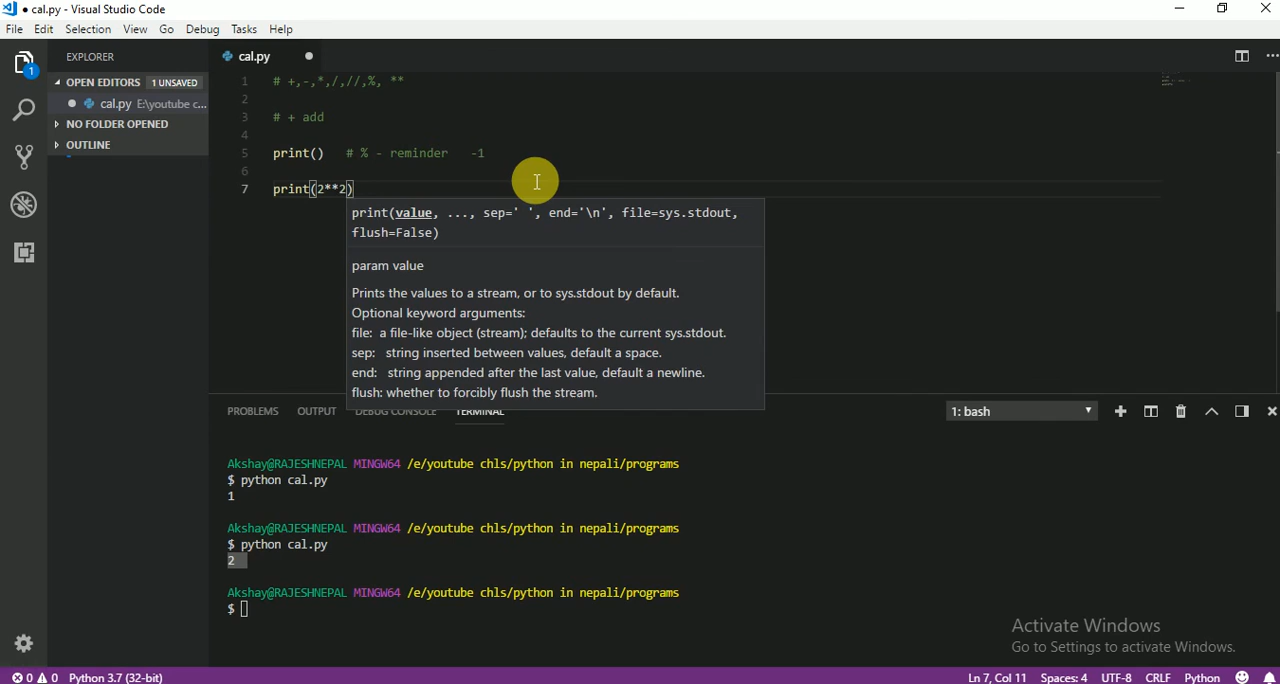 ● cal.py - Visual Studio Code
File Edit Selection View Go Debug Tasks Help
EXPLORER
OPEN EDITORS 1 UNSAVED
● cal.py E:\youtube c...
NO FOLDER OPENED
OUTLINE
1
cal.py ●
1 # +,-,*,/,//,%, **
2
3 # + add
4
5 print() # % - reminder -1
6
7 print(2**2)
print(value, ..., sep=' ', end='\n', file=sys.stdout,
flush=False)
param value
Prints the values to a stream, or to sys.stdout by default.
Optional keyword arguments:
file: a file-like object (stream); defaults to the current sys.stdout.
sep: string inserted between values, default a space.
end: string appended after the last value, default a newline.
flush: whether to forcibly flush the stream.
PROBLEMS OUTPUT DEBUG CONSOLE TERMINAL 1: bash
Akshay@RAJESHNEPAL MINGW64 /e/youtube chls/python in nepali/programs
$ python cal.py
1
Akshay@RAJESHNEPAL MINGW64 /e/youtube chls/python in nepali/programs
$ python cal.py
2
Akshay@RAJESHNEPAL MINGW64 /e/youtube chls/python in nepali/programs
$
Activate Windows
Go to Settings to activate Windows.
0 0 Python 3.7 (32-bit) Ln 7, Col 11 Spaces: 4 UTF-8 CRLF Python